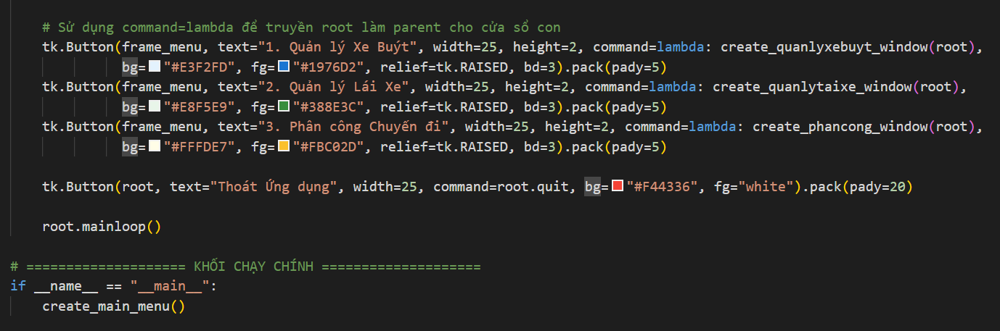 # Sử dụng command=lambda để truyền root làm parent cho cửa sổ con
tk.Button(frame_menu, text="1. Quản lý Xe Buýt", width=25, height=2, command=lambda: create_quanlyxebuyt_window(root),
bg="#E3F2FD", fg="#1976D2", relief=tk.RAISED, bd=3).pack(pady=5)
tk.Button(frame_menu, text="2. Quản lý Lái Xe", width=25, height=2, command=lambda: create_quanlytaixe_window(root),
bg="#E8F5E9", fg="#388E3C", relief=tk.RAISED, bd=3).pack(pady=5)
tk.Button(frame_menu, text="3. Phân công Chuyến đi", width=25, height=2, command=lambda: create_phancong_window(root),
bg="#FFFDE7", fg="#FBC02D", relief=tk.RAISED, bd=3).pack(pady=5)
tk.Button(root, text="Thoát Ứng dụng", width=25, command=root.quit, bg="#F44336", fg="white").pack(pady=20)
root.mainloop()
# ==================== KHỐI CHẠY CHÍNH ====================
if __name__ == "__main__":
create_main_menu()